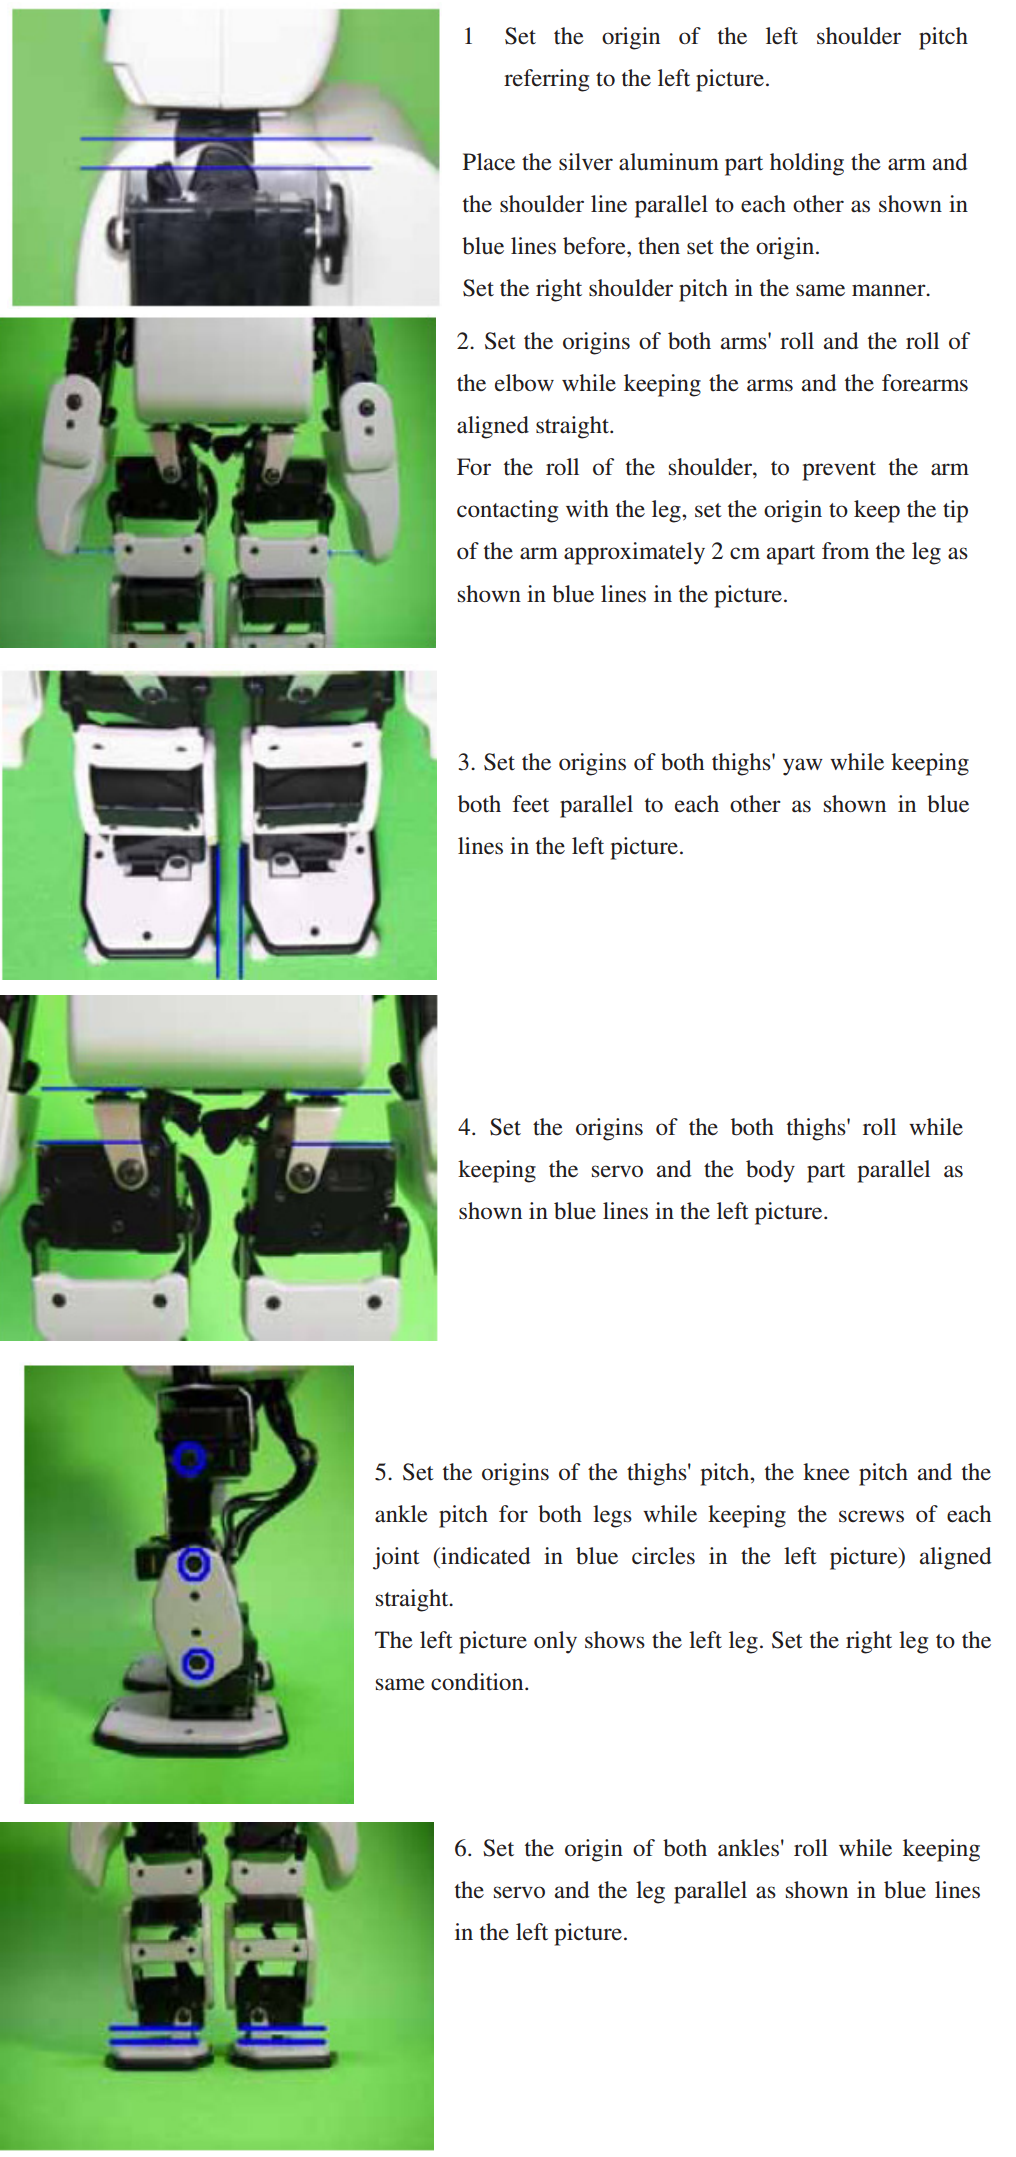 1 Set the origin of the left shoulder pitch
referring to the left picture.
Place the silver aluminum part holding the arm and
the shoulder line parallel to each other as shown in
blue lines before, then set the origin.
Set the right shoulder pitch in the same manner.
2. Set the origins of both arms' roll and the roll of
the elbow while keeping the arms and the forearms
aligned straight.
For the roll of the shoulder, to prevent the arm
contacting with the leg, set the origin to keep the tip
of the arm approximately 2 cm apart from the leg as
shown in blue lines in the picture.
3. Set the origins of both thighs' yaw while keeping
both feet parallel to each other as shown in blue
lines in the left picture.
4. Set the origins of the both thighs' roll while
keeping the servo and the body part parallel as
shown in blue lines in the left picture.
5. Set the origins of the thighs' pitch, the knee pitch and the
ankle pitch for both legs while keeping the screws of each
joint (indicated in blue circles in the left picture) aligned
straight.
The left picture only shows the left leg. Set the right leg to the
same condition.
6. Set the origin of both ankles' roll while keeping
the servo and the leg parallel as shown in blue lines
in the left picture.